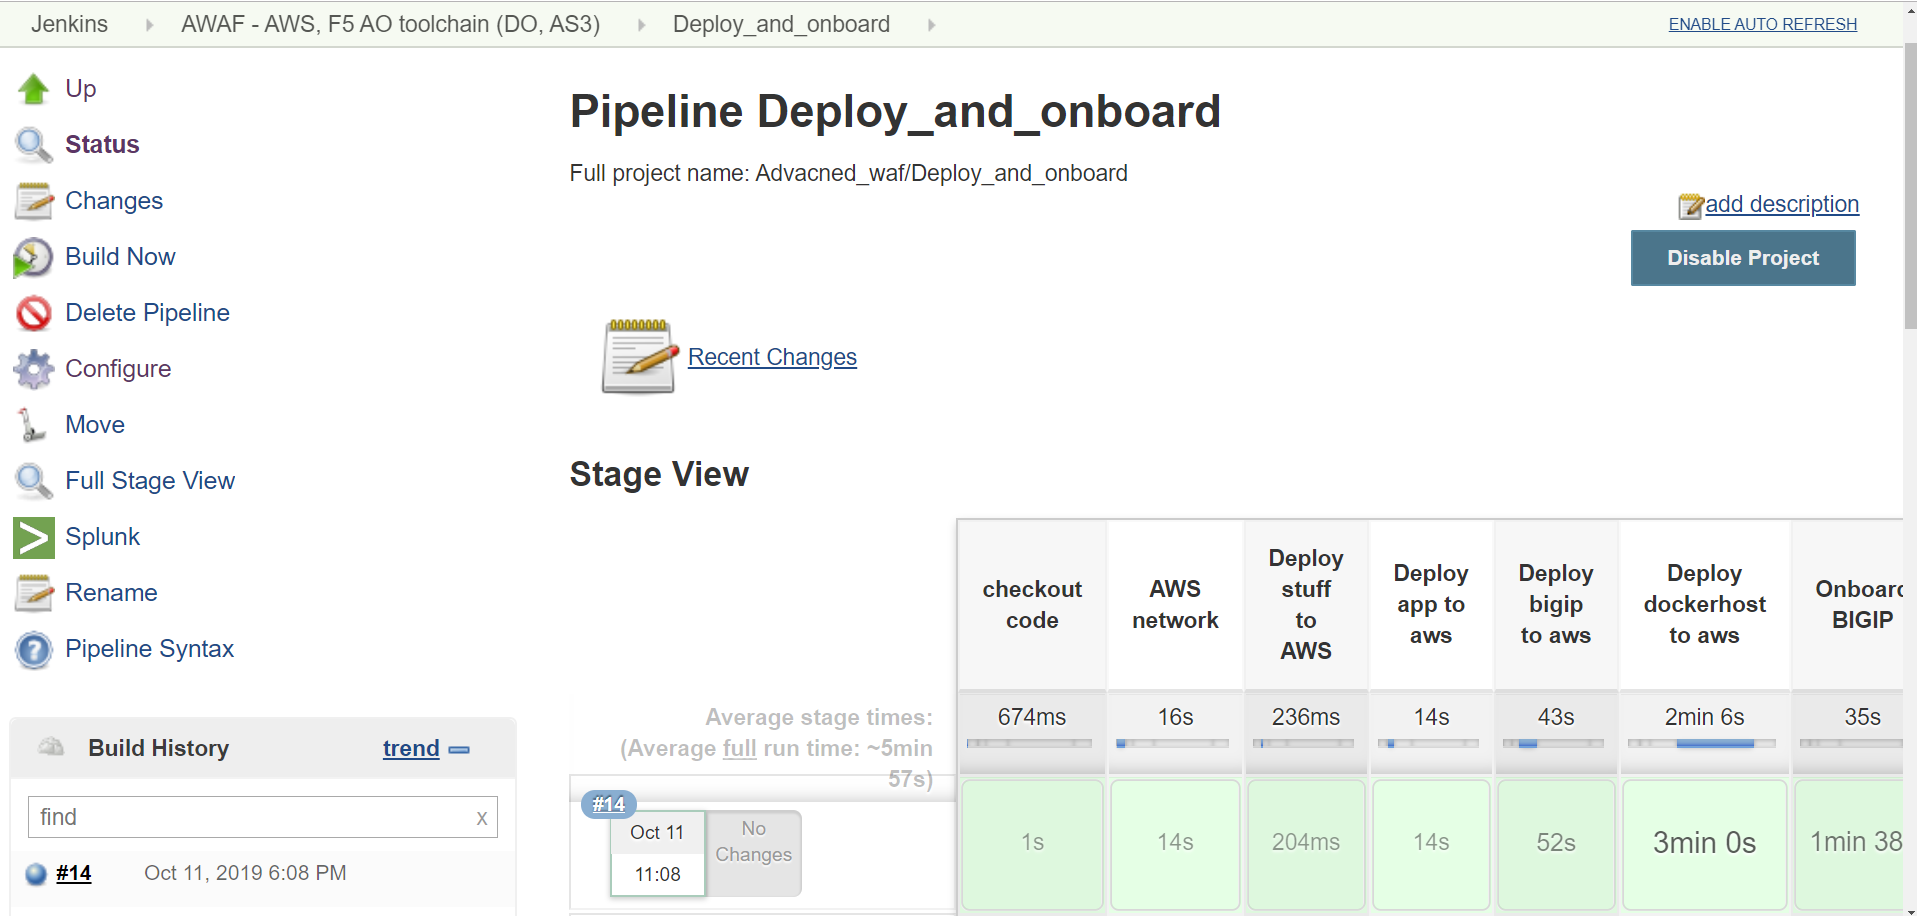 Jenkins
AWAF - AWS, F5 AO toolchain (DO, AS3)
Deploy_and_onboard
ENABLE AUTO REFRESH
Up
Status
Changes
Build Now
Delete Pipeline
Configure
Move
Full Stage View
Splunk
Rename
Pipeline Syntax
Build History
trend
find
x
#14
Oct 11, 2019 6:08 PM
Pipeline Deploy_and_onboard
Full project name: Advacned_waf/Deploy_and_onboard
add description
Disable Project
Recent Changes
Stage View
checkout
code
AWS
network
Deploy
stuff
to
AWS
Deploy
app to
aws
Deploy
bigip
to aws
Deploy
dockerhost
to aws
Onboard
BIGIP
Average stage times:
(Average full run time: ~5min
57s)
674ms
16s
236ms
14s
43s
2min 6s
35s
#14
Oct 11
11:08
No
Changes
1s
14s
204ms
14s
52s
3min 0s
1min 38